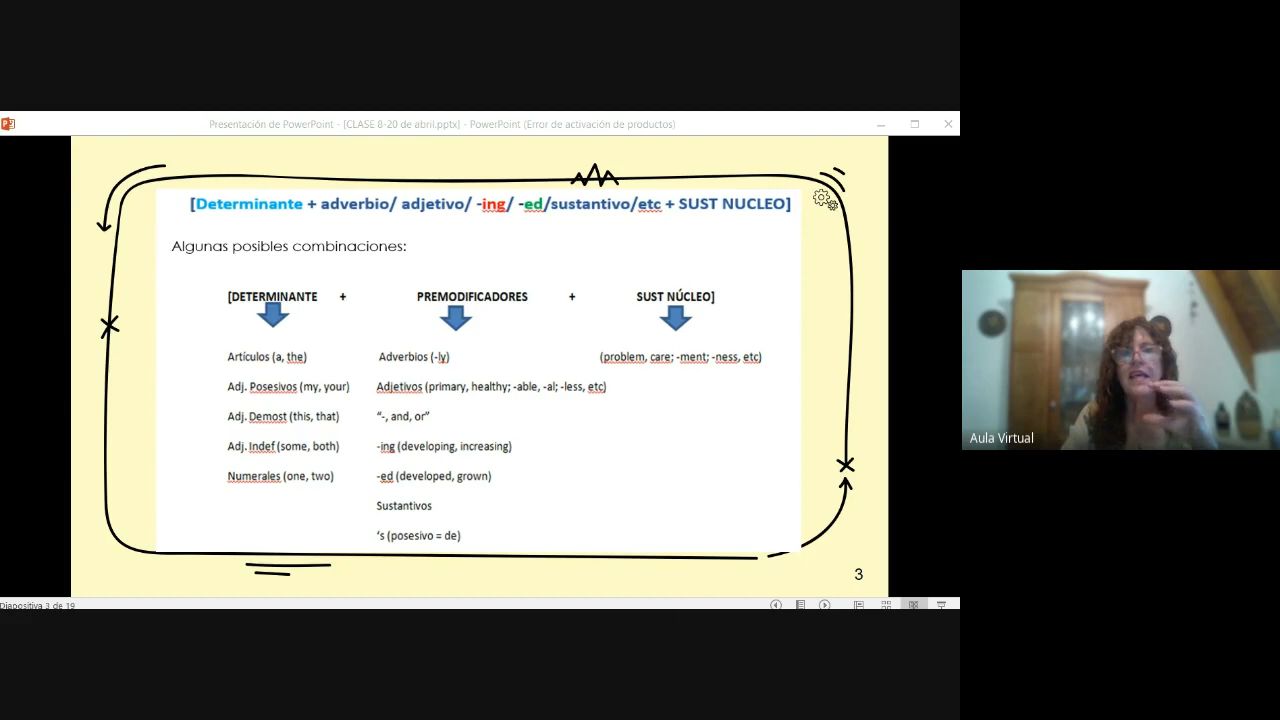 Presentación de PowerPoint - [CLASE 8-20 de abril.pptx] - PowerPoint (Error de activación de productos)
[Determinante + adverbio/ adjetivo/ -ing/ -ed/sustantivo/etc + SUST NUCLEO]
Algunas posibles combinaciones:
[DETERMINANTE + PREMODIFICADORES + SUST NÚCLEO]
Artículos (a, the) Adverbios (-ly) (problem, care; -ment; -ness, etc)
Adj. Posesivos (my, your) Adjetivos (primary, healthy; -able, -al; -less, etc)
Adj. Demost (this, that) “-, and, or”
Adj. Indef (some, both) -ing (developing, increasing)
Numerales (one, two) -ed (developed, grown)
Sustantivos
‘s (posesivo = de)
3
Diapositiva 3 de 19
Aula Virtual